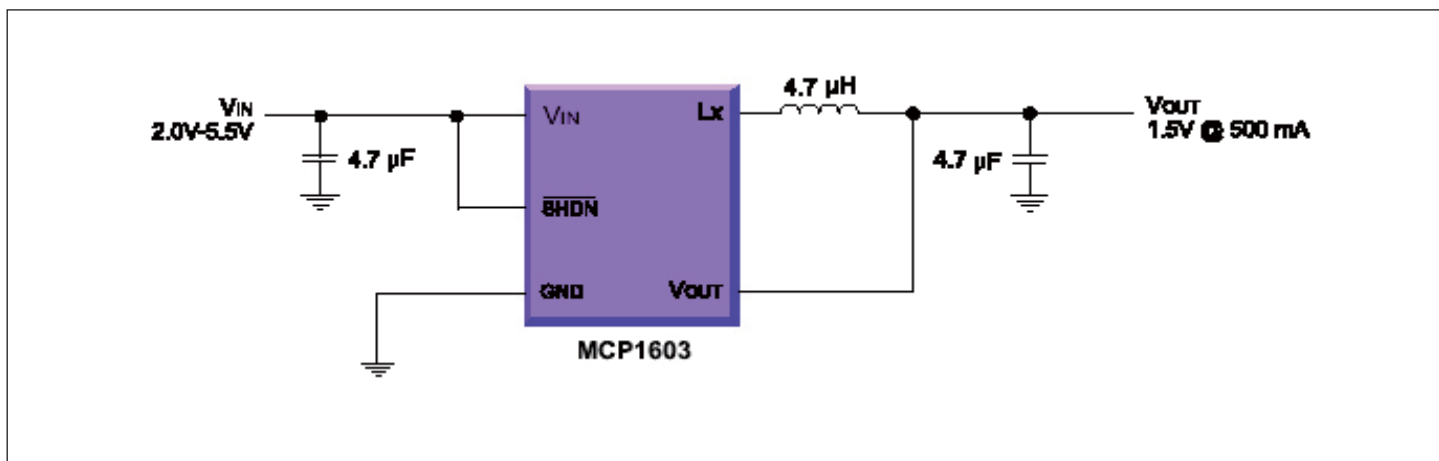 VIN
2.0V-5.5V
4.7 µF
VIN
SHDN
GND
LX
VOUT
MCP1603
4.7 µH
4.7 µF
VOUT
1.5V @ 500 mA